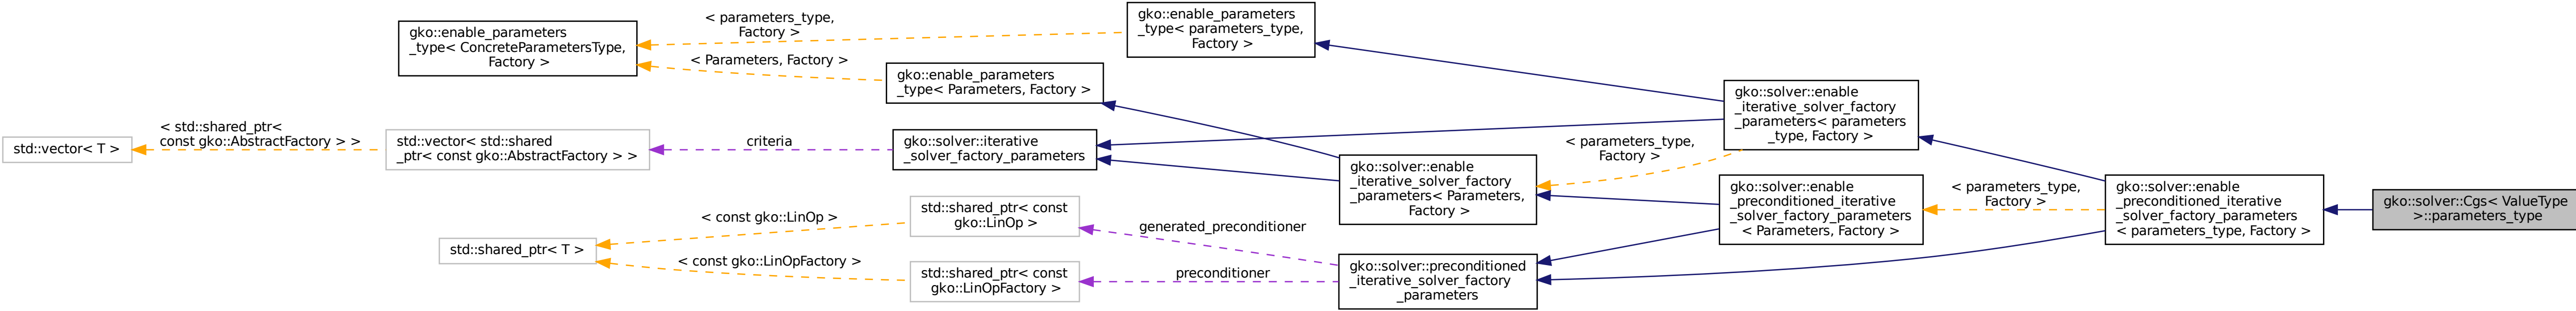 gko::enable_parameters
_type< ConcreteParametersType,
Factory >
< parameters_type,
Factory >
gko::enable_parameters
_type< parameters_type,
Factory >
< Parameters, Factory >
gko::enable_parameters
_type< Parameters, Factory >
std::vector< T >
< std::shared_ptr<
const gko::AbstractFactory > >
std::vector< std::shared
_ptr< const gko::AbstractFactory > >
criteria
gko::solver::iterative
_solver_factory_parameters
gko::solver::enable
_iterative_solver_factory
_parameters< parameters
_type, Factory >
< parameters_type,
Factory >
gko::solver::enable
_iterative_solver_factory
_parameters< Parameters,
Factory >
gko::solver::enable
_preconditioned_iterative
_solver_factory_parameters
< Parameters, Factory >
< parameters_type,
Factory >
gko::solver::enable
_preconditioned_iterative
_solver_factory_parameters
< parameters_type, Factory >
gko::solver::Cgs< ValueType
>::parameters_type
std::shared_ptr< T >
< const gko::LinOp >
std::shared_ptr< const
gko::LinOp >
generated_preconditioner
< const gko::LinOpFactory >
std::shared_ptr< const
gko::LinOpFactory >
preconditioner
gko::solver::preconditioned
_iterative_solver_factory
_parameters